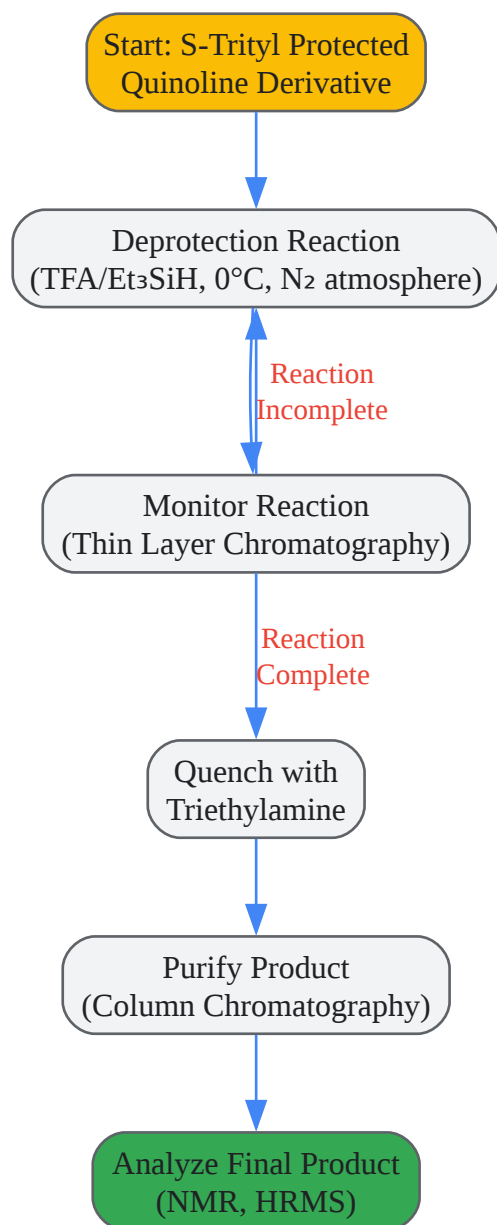 Start: S-Trityl Protected
Quinoline Derivative
Deprotection Reaction
(TFA/Et₃SiH, 0°C, N₂ atmosphere)
Reaction
Incomplete
Monitor Reaction
(Thin Layer Chromatography)
Reaction
Complete
Quench with
Triethylamine
Purify Product
(Column Chromatography)
Analyze Final Product
(NMR, HRMS)